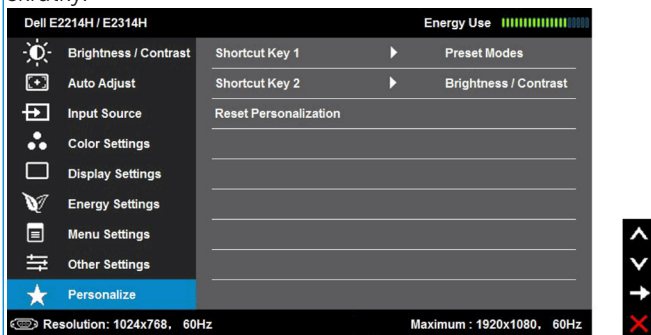 Dell E2214H / E2314H Energy Use
Brightness / Contrast Shortcut Key 1 Preset Modes
Auto Adjust Shortcut Key 2 Brightness / Contrast
Input Source Reset Personalization
Color Settings
Display Settings
Energy Settings
Menu Settings
Other Settings
Personalize
Resolution: 1024x768, 60Hz Maximum : 1920x1080, 60Hz